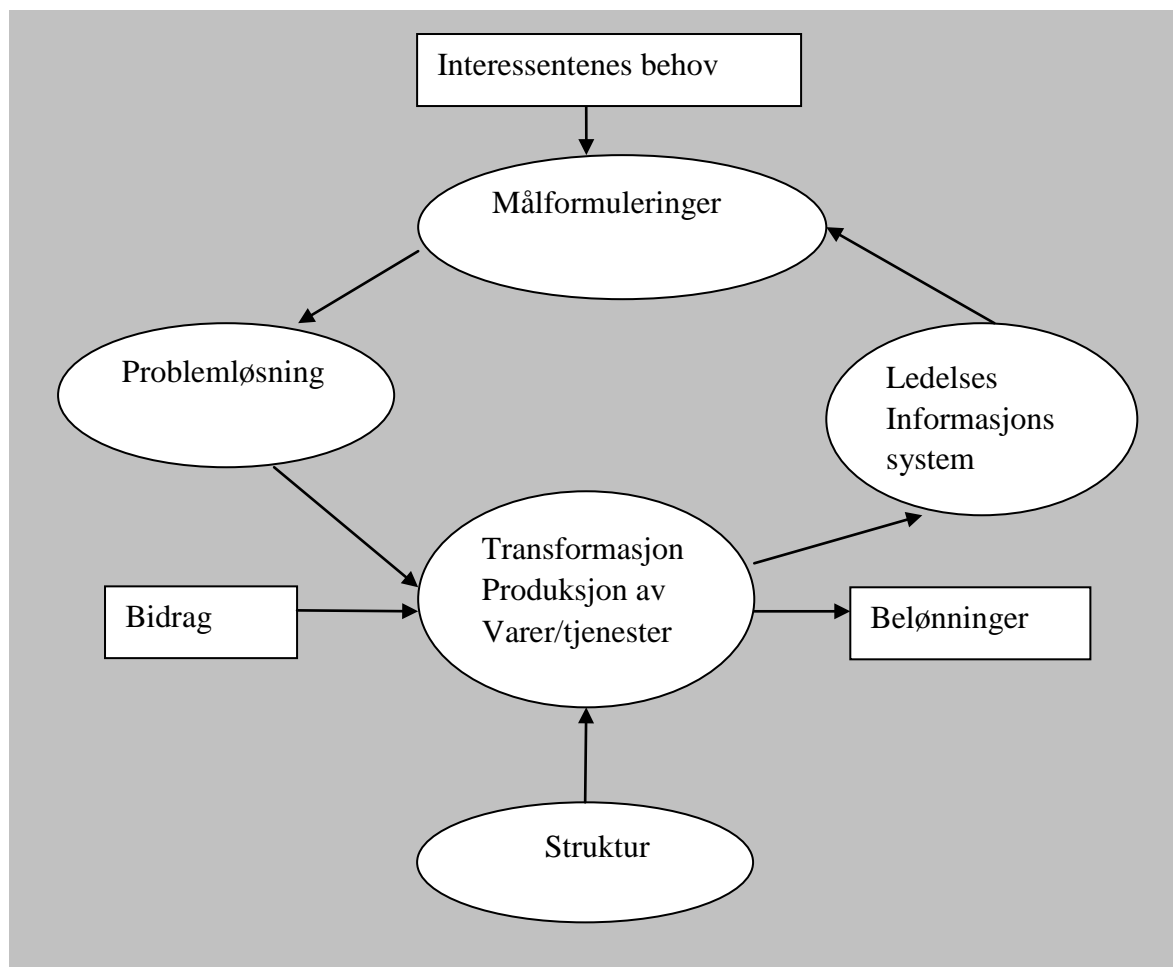 Interessentenes behov
Målformuleringer
Problemløsning
Ledelses
Informasjons
system
Transformasjon
Produksjon av
Varer/tjenester
Bidrag
Belønninger
Struktur